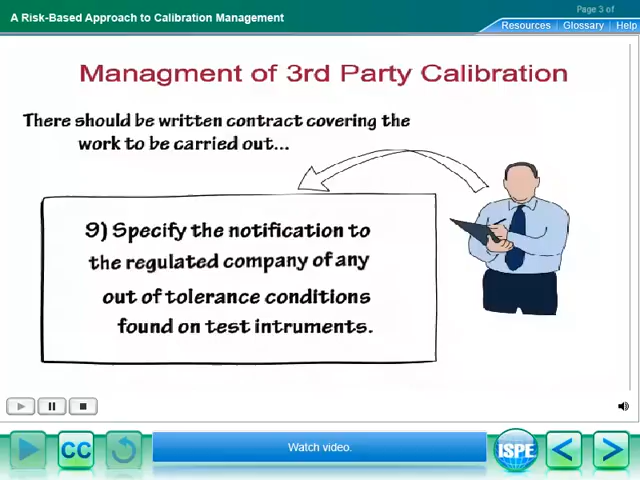 A Risk-Based Approach to Calibration Management
Page 3 of
Resources Glossary Help
Managment of 3rd Party Calibration
There should be written contract covering the
work to be carried out...
9) Specify the notification to
the regulated company of any
out of tolerance conditions
found on test intruments.
CC
Watch video.
ISPE